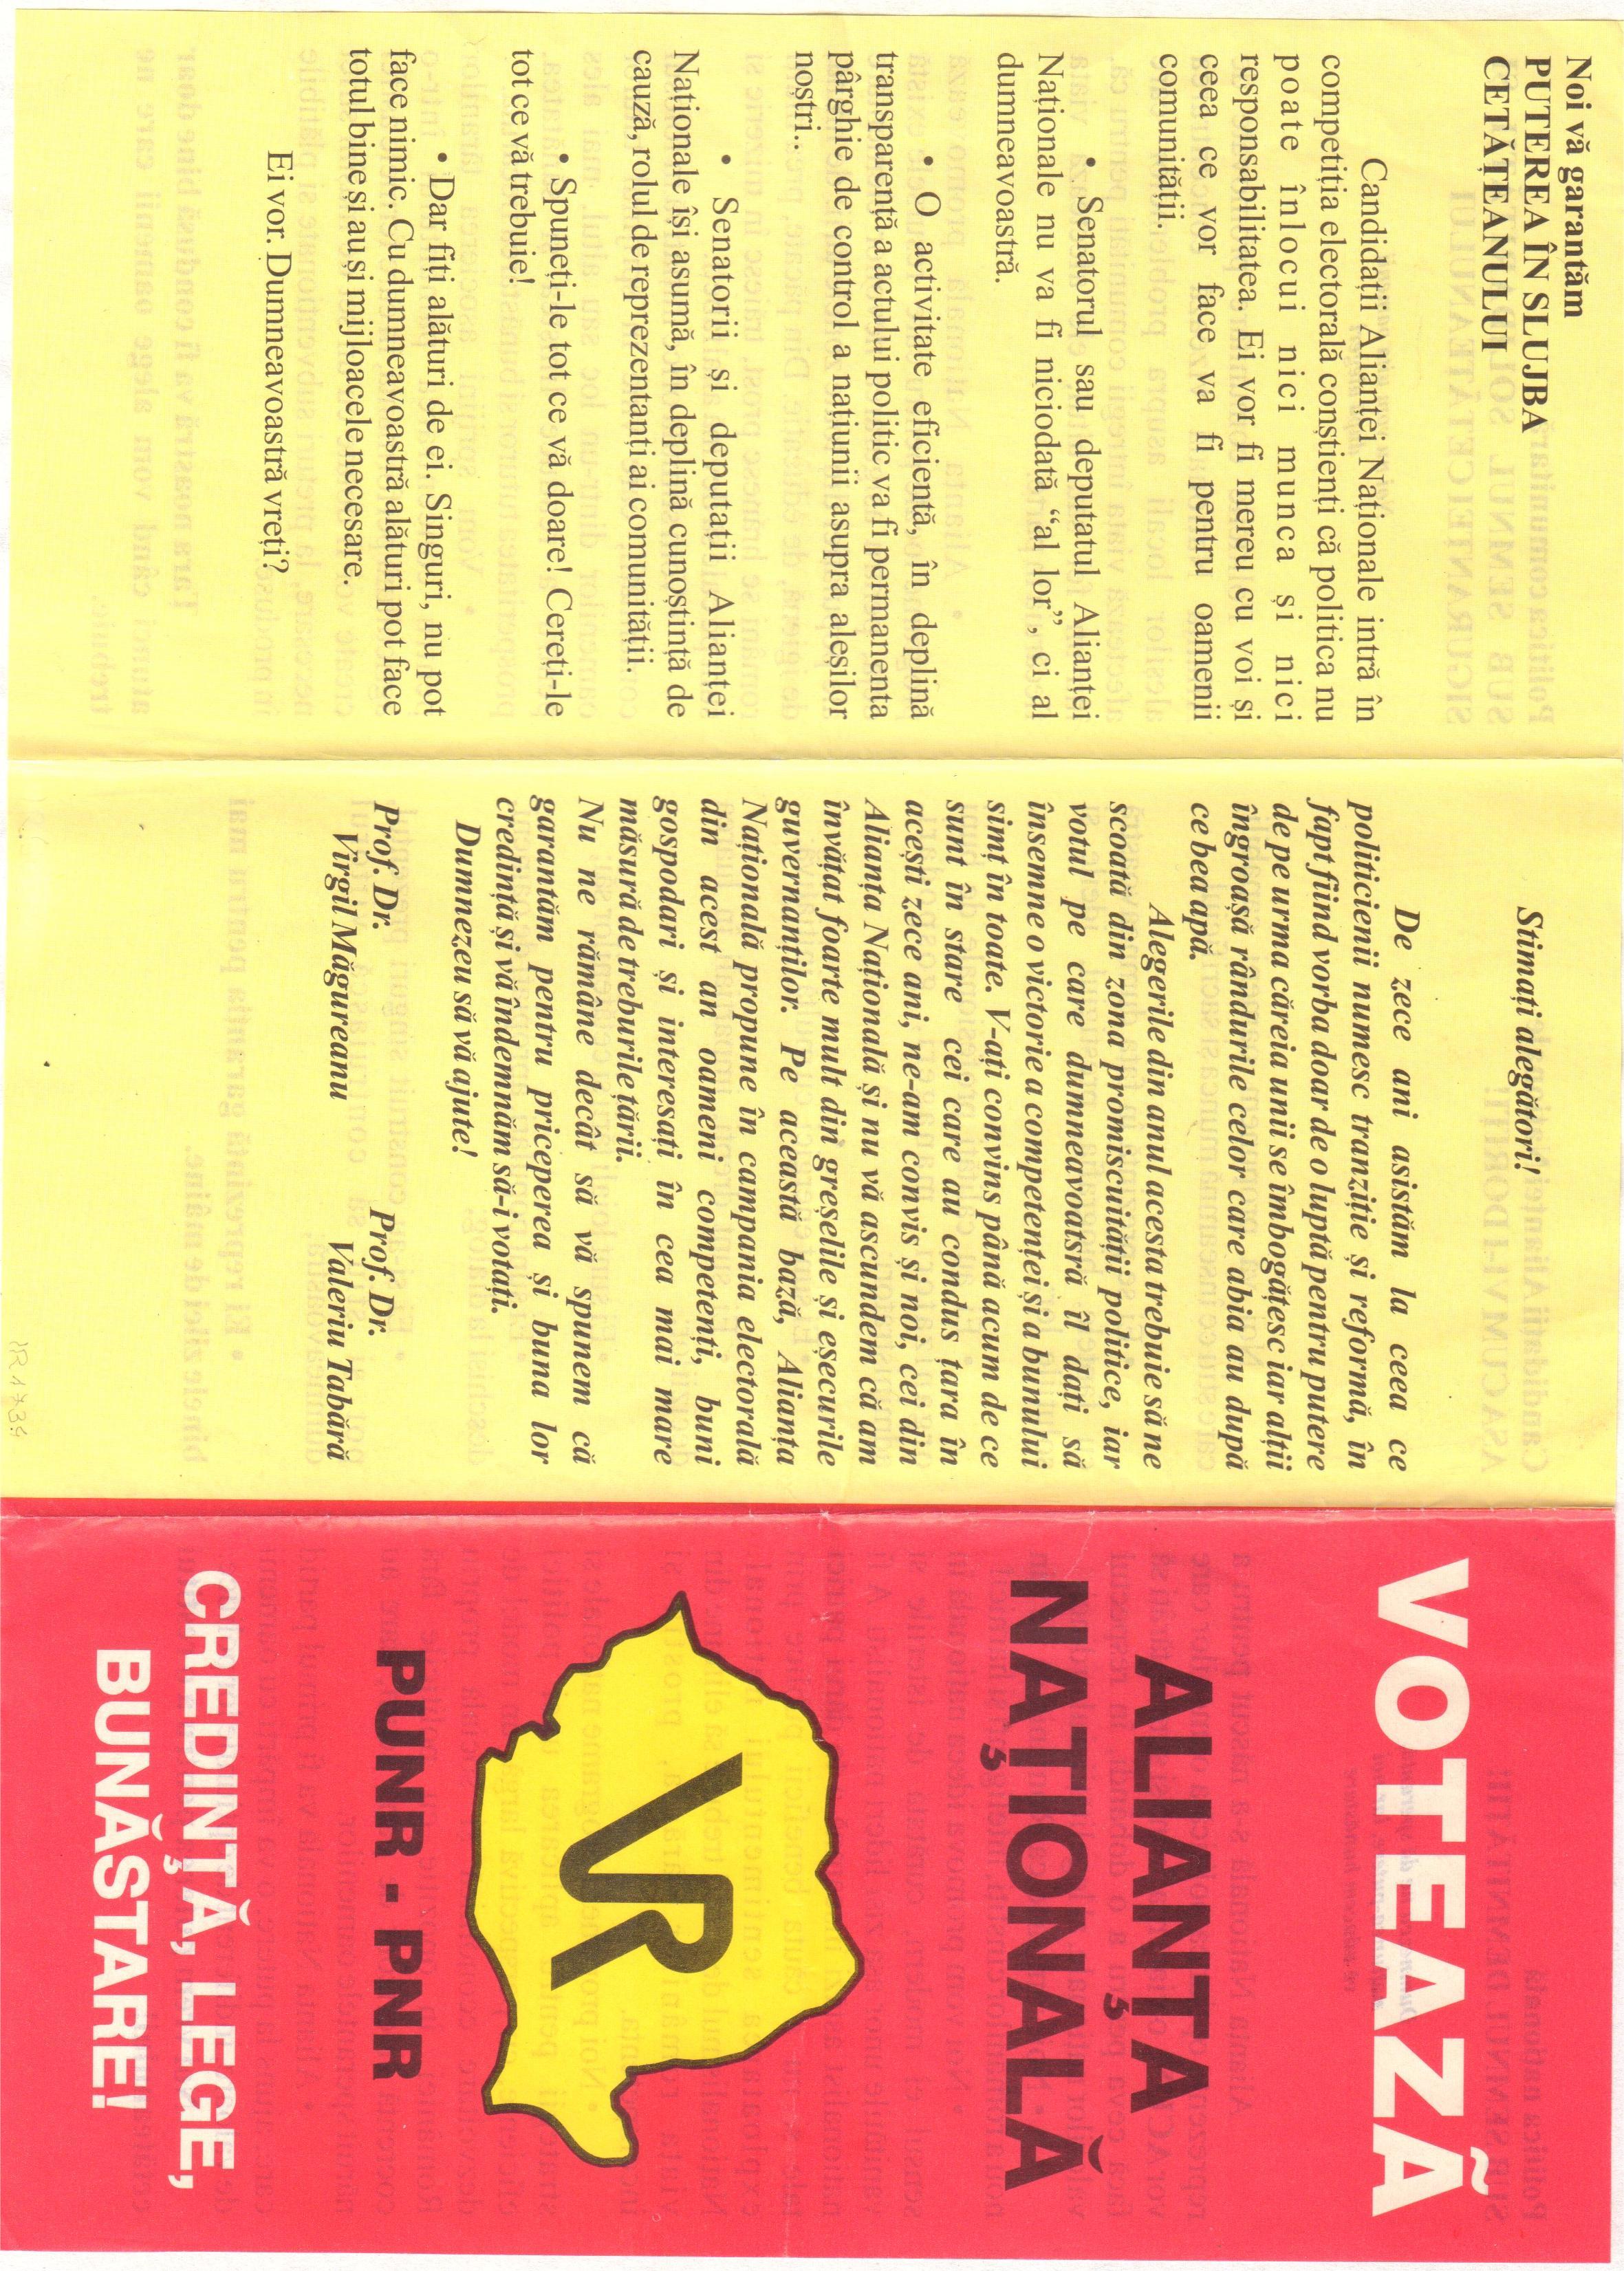 Noi vă garantăm
PUTEREA ÎN SLUJBA
CETĂȚEANULUI
Candidații Alianței Naționale intră în
competiția electorală conștienți că politica nu
poate înlocui nici munca și nici
responsabilitatea. Ei vor fi mereu cu voi și
ceea ce vor face va fi pentru oamenii
comunității.
• Senatorul sau deputatul Alianței
Naționale nu va fi niciodată “al lor”, ci al
dumneavoastră.
• O activitate eficientă, în deplină
transparență a actului politic va fi permanenta
pârghie de control a națiunii asupra aleșilor
noștri..
• Senatorii și deputații Alianței
Naționale își asumă, în deplină cunoștință de
cauză, rolul de reprezentanți ai comunității.
• Spuneți-le tot ce vă doare! Cereți-le
tot ce vă trebuie!
• Dar fiți alături de ei. Singuri, nu pot
face nimic. Cu dumneavoastră alături pot face
totul bine și au și mijloacele necesare.
Ei vor. Dumneavoastră vreți?
Stimați alegători!
De zece ani asistăm la ceea ce
politicienii numesc tranziție și reformă, în
fapt fiind vorba doar de o luptă pentru putere
de pe urma căreia unii se îmbogățesc iar alții
îngroașă rândurile celor care abia au după
ce bea apă.
Alegerile din anul acesta trebuie să ne
scoată din zona promiscuității politice, iar
votul pe care dumneavoatsră îl dați să
însemne o victorie a competenței și a bunului
simț în toate. V-ați convins până acum de ce
sunt în stare cei care au condus țara în
acești zece ani, ne-am convis și noi, cei din
Alianța Națională și nu vă ascundem că am
învățat foarte mult din greșelile și eșecurile
guvernanților. Pe această bază, Alianța
Națională propune în campania electorală
din acest an oameni competenți, buni
gospodari și interesați în cea mai mare
măsură de treburile țării.
Nu ne rămâne decât să vă spunem că
garantăm pentru priceperea și buna lor
credință și vă îndemnăm să-i votați.
Dumnezeu să vă ajute!
Prof. Dr.
Virgil Măgureanu
Prof. Dr.
Valeriu Tabără
VOTEAZĂ
ALIANȚA
NAȚIONALĂ
VR
PUNR - PNR
CREDINȚĂ, LEGE,
BUNĂSTARE!